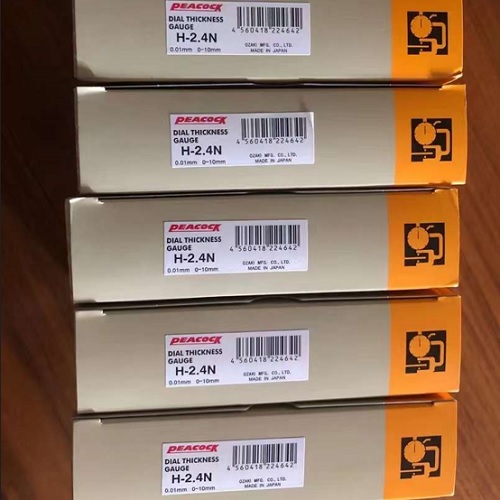 PEACOCK
DIAL THICKNESS
GAUGE
H-2.4N
0.01mm 0-10mm
4 560418 224642
OZAKI MFG. CO., LTD.
MADE IN JAPAN
PEACOCK
DIAL THICKNESS
GAUGE
H-2.4N
0.01mm 0-10mm
4 560418 224642
OZAKI MFG. CO., LTD.
MADE IN JAPAN
PEACOCK
DIAL THICKNESS
GAUGE
H-2.4N
0.01mm 0-10mm
4 560418 224642
OZAKI MFG. CO., LTD.
MADE IN JAPAN
PEACOCK
DIAL THICKNESS
GAUGE
H-2.4N
0.01mm 0-10mm
4 560418 224642
OZAKI MFG. CO., LTD.
MADE IN JAPAN
PEACOCK
DIAL THICKNESS
GAUGE
H-2.4N
0.01mm 0-10mm
4 560418 224642
OZAKI MFG. CO., LTD.
MADE IN JAPAN